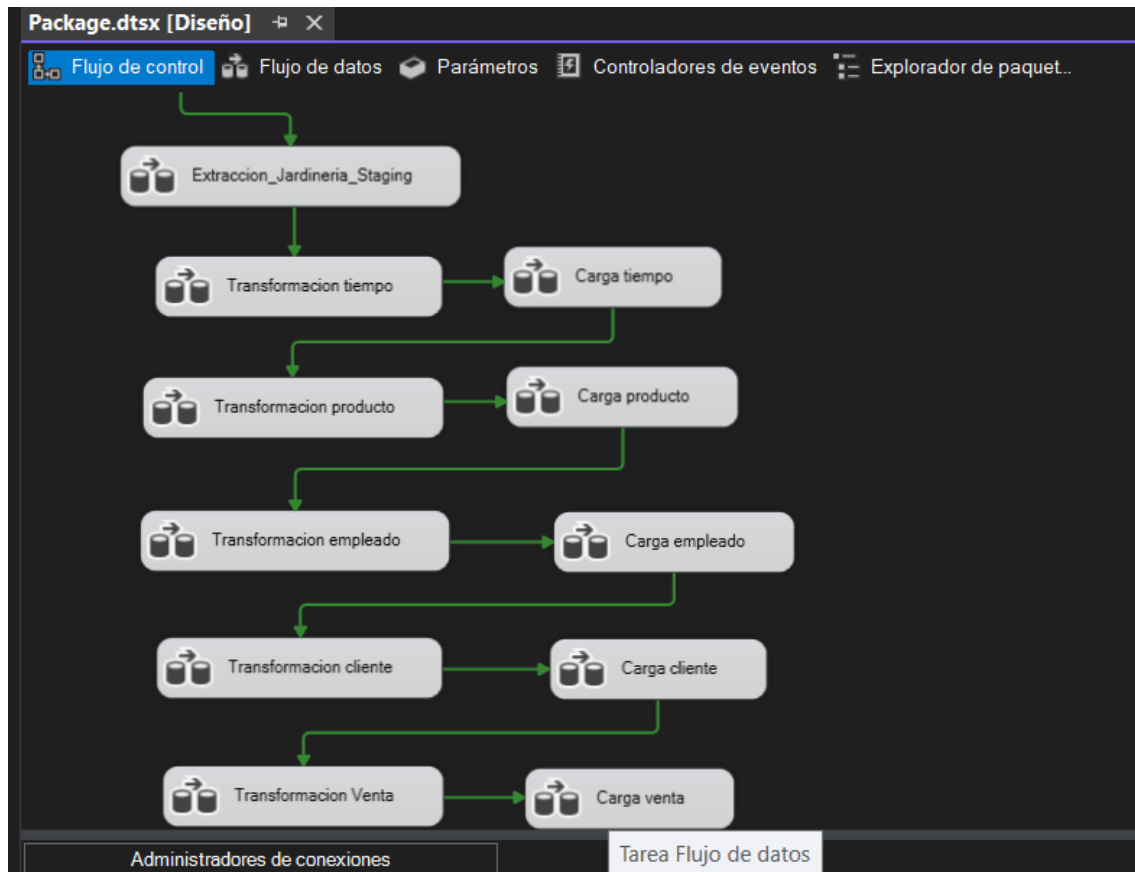 Package.dtsx [Diseño]
Flujo de control Flujo de datos Parámetros Controladores de eventos Explorador de paquet...
Extraccion_Jardineria_Staging
Transformacion tiempo
Carga tiempo
Transformacion producto
Carga producto
Transformacion empleado
Carga empleado
Transformacion cliente
Carga cliente
Transformacion Venta
Carga venta
Administradores de conexiones
Tarea Flujo de datos